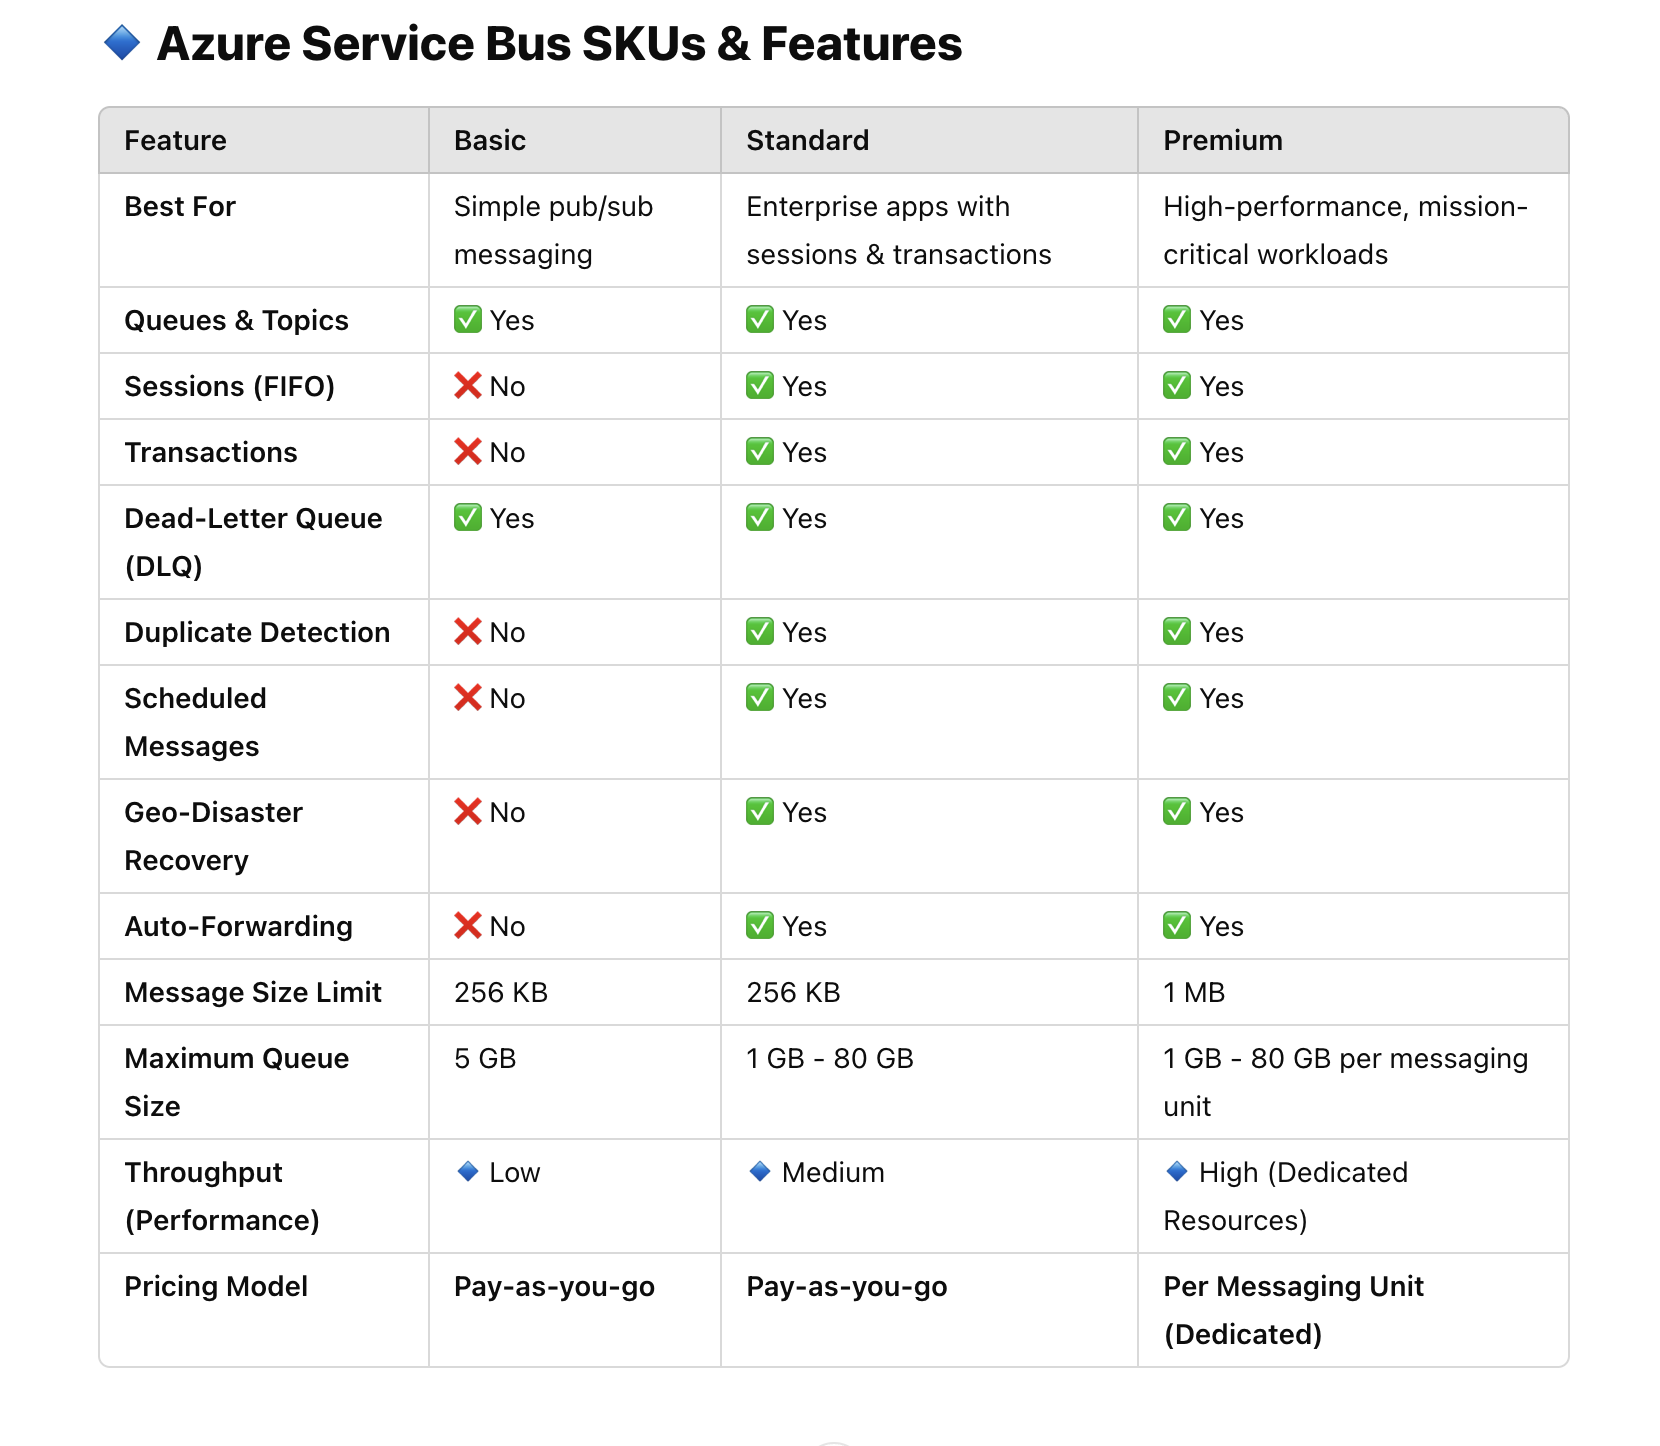 🔹 Azure Service Bus SKUs & Features
Feature Basic Standard Premium
Best For Simple pub/sub messaging Enterprise apps with sessions & transactions High-performance, mission-critical workloads
Queues & Topics ✅ Yes ✅ Yes ✅ Yes
Sessions (FIFO) ❌ No ✅ Yes ✅ Yes
Transactions ❌ No ✅ Yes ✅ Yes
Dead-Letter Queue (DLQ) ✅ Yes ✅ Yes ✅ Yes
Duplicate Detection ❌ No ✅ Yes ✅ Yes
Scheduled Messages ❌ No ✅ Yes ✅ Yes
Geo-Disaster Recovery ❌ No ✅ Yes ✅ Yes
Auto-Forwarding ❌ No ✅ Yes ✅ Yes
Message Size Limit 256 KB 256 KB 1 MB
Maximum Queue Size 5 GB 1 GB - 80 GB 1 GB - 80 GB per messaging unit
Throughput (Performance) 🔹 Low 🔹 Medium 🔹 High (Dedicated Resources)
Pricing Model Pay-as-you-go Pay-as-you-go Per Messaging Unit (Dedicated)